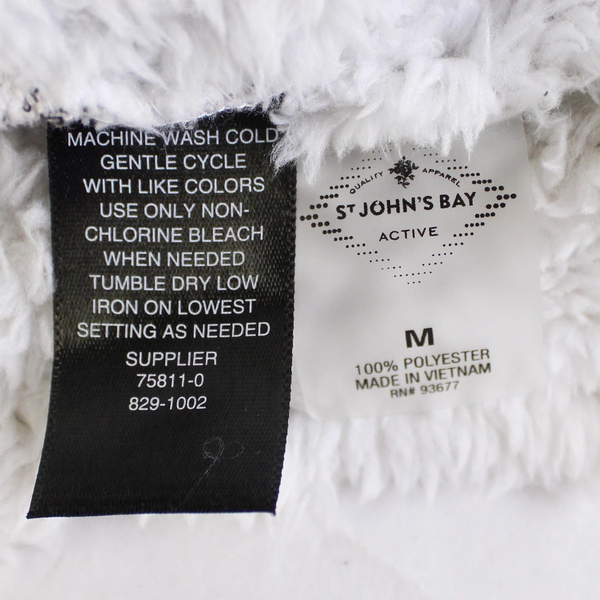 MACHINE WASH COLD
GENTLE CYCLE
WITH LIKE COLORS
USE ONLY NON-
CHLORINE BLEACH
WHEN NEEDED
TUMBLE DRY LOW
IRON ON LOWEST
SETTING AS NEEDED
SUPPLIER
75811-0
829-1002
QUALITY APPAREL
ST JOHN'S BAY
ACTIVE
M
100% POLYESTER
MADE IN VIETNAM
RN# 93677